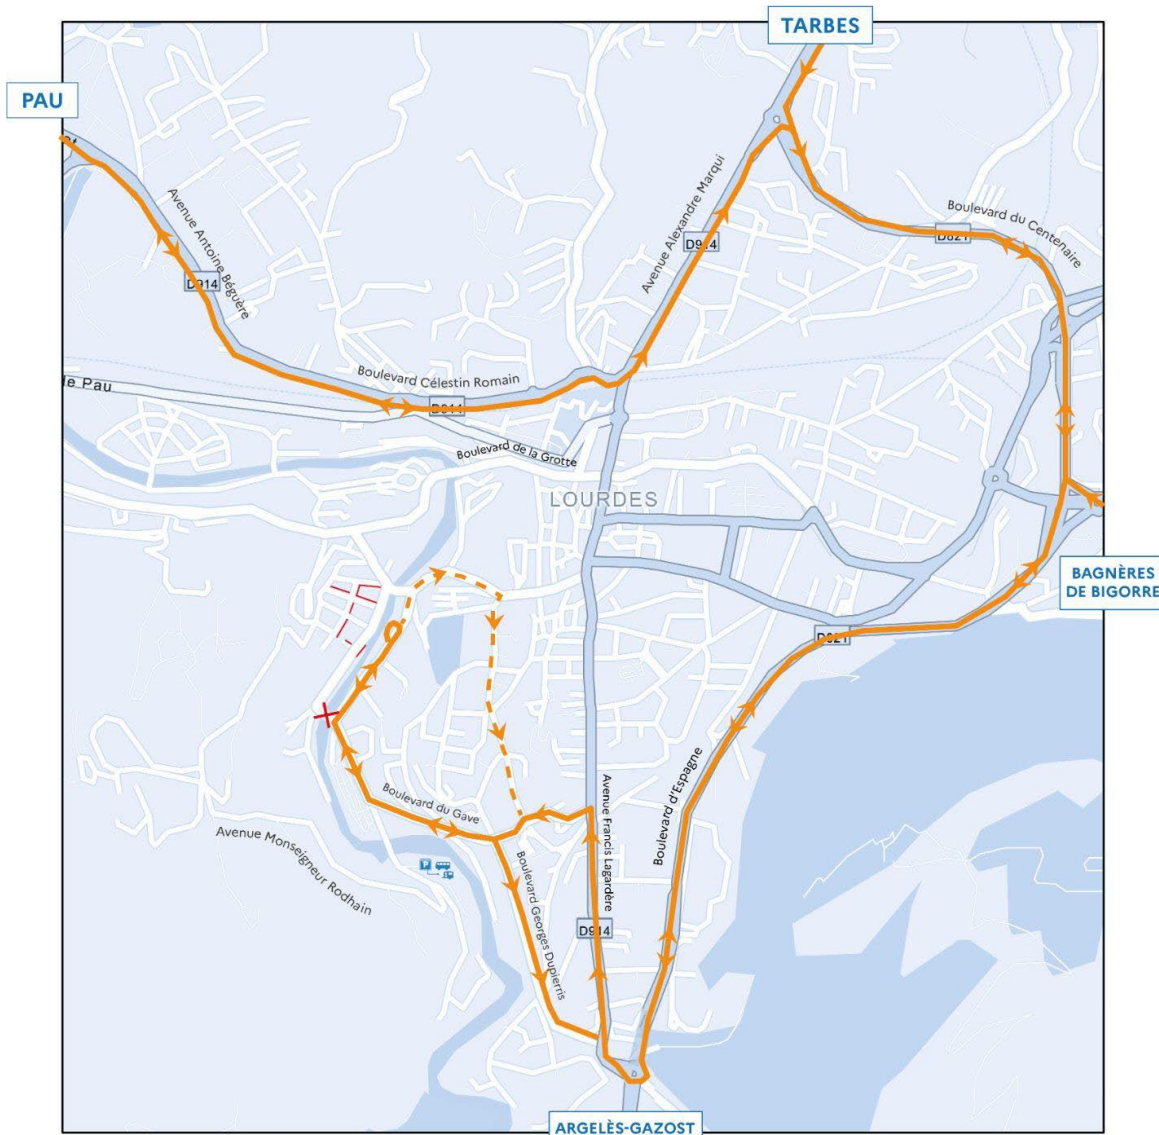 TARBES
PAU
Avenue Antoine Béguère
D914
Avenue Alexandre Marqui
D914
Boulevard du Centenaire
D821
Boulevard Célestin Romain
D914
le Pau
Boulevard de la Grotte
LOURDES
BAGNÈRES
DE BIGORRE
D821
Boulevard d'Espagne
Boulevard du Gave
Avenue Francis Lagardère
Avenue Monseigneur Rodhain
P
Boulevard Georges Dupierris
D914
ARGELÈS-GAZOST